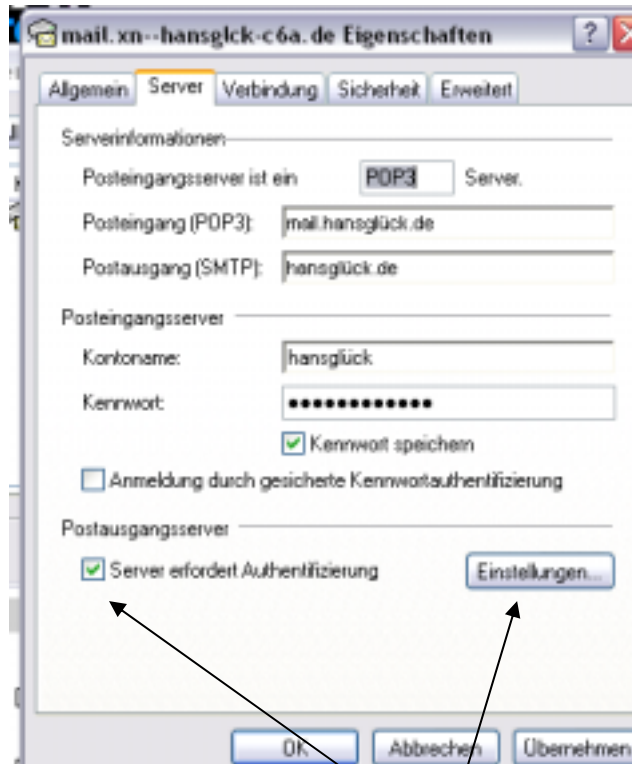 mail.xn--hansglck-c6a.de Eigenschaften ?
Allgemein Server Verbindung Sicherheit Erweitert
Serverinformationen
Posteingangsserver ist ein POP3 Server.
Posteingang (POP3): mail.hansglück.de
Postausgang (SMTP): hansglück.de
Posteingangsserver
Kontoname: hansglück
Kennwort: ●●●●●●●●●●●●
Kennwort speichern
Anmeldung durch gesicherte Kennwortauthentifizierung
Postausgangsserver
Server erfordert Authentifizierung Einstellungen...
OK Abbrechen Übernehmen